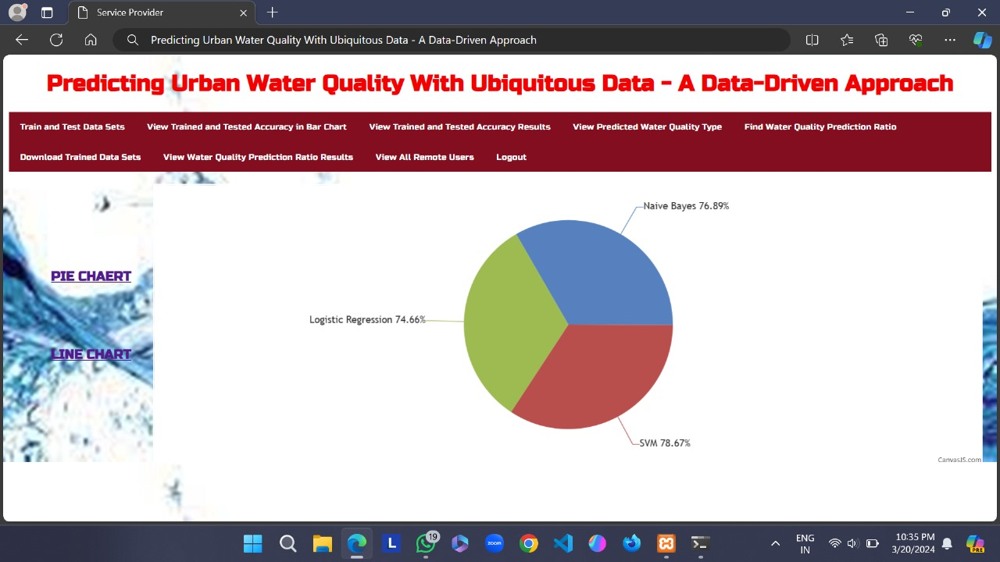 Service Provider
Predicting Urban Water Quality With Ubiquitous Data - A Data-Driven Approach
Predicting Urban Water Quality With Ubiquitous Data - A Data-Driven Approach
Train and Test Data Sets View Trained and Tested Accuracy in Bar Chart View Trained and Tested Accuracy Results View Predicted Water Quality Type Find Water Quality Prediction Ratio
Download Trained Data Sets View Water Quality Prediction Ratio Results View All Remote Users Logout
Naive Bayes 76.89%
PIE CHAERT
Logistic Regression 74.66%
LINE CHART
SVM 78.67%
CanvasJS.com
L
19
zoom
ENG
IN
10:35 PM
3/20/2024
PRE